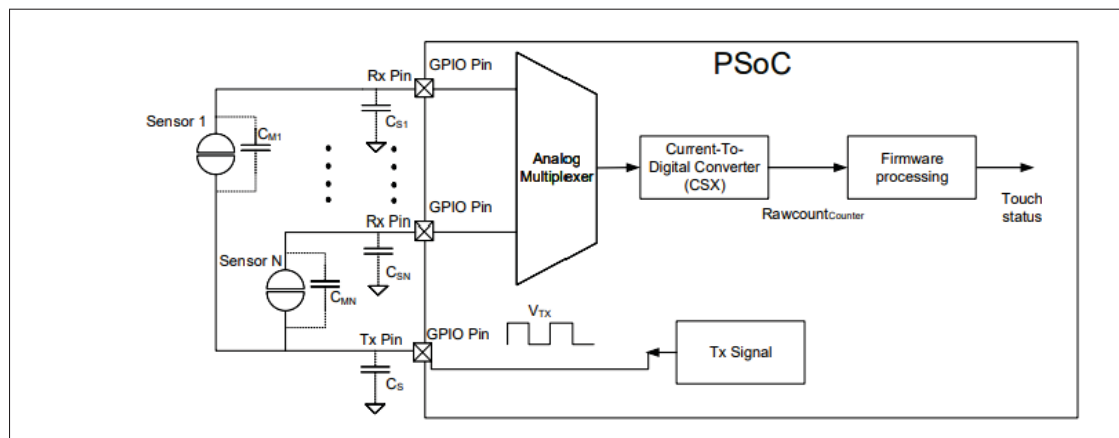 PSoC
GPIO Pin
Rx Pin
Sensor 1
CM1
CS1
Analog
Multiplexer
Current-To-
Digital Converter
(CSX)
Firmware
processing
RawcountCounter
Touch
status
GPIO Pin
Rx Pin
Sensor N
CMN
CSN
VTX
GPIO Pin
Tx Pin
CS
Tx Signal